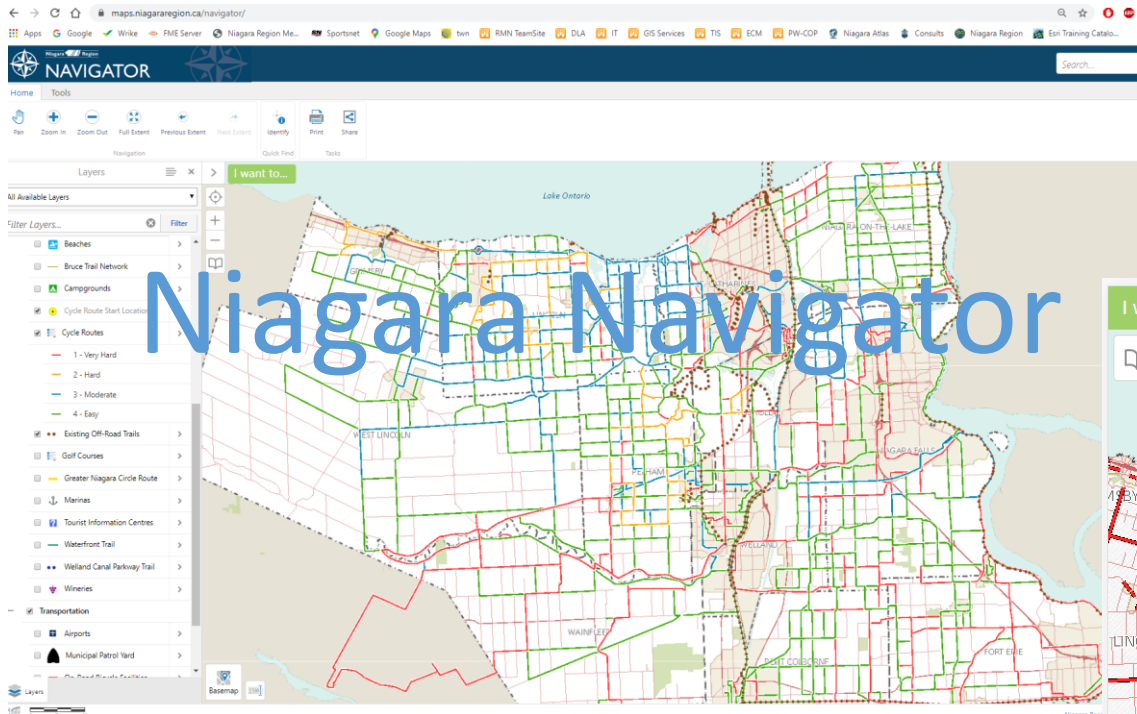 maps.niagararegion.ca/navigator/
Apps Google Wrike FME Server Niagara Region Me... Sportsnet Google Maps twn RMN TeamSite DLA IT GIS Services TIS ECM PW-COP Niagara Atlas Consults Niagara Region Esri Training Catalo...
Niagara Region
NAVIGATOR
Search...
Home Tools
Pan Zoom In Zoom Out Full Extent Previous Extent Next Extent Identify Print Share
Navigation Quick Find Tasks
Layers
I want to...
All Available Layers
Filter Layers... Filter
Beaches
Bruce Trail Network
Campgrounds
Cycle Route Start Location
Cycle Routes
1 - Very Hard
2 - Hard
3 - Moderate
4 - Easy
Existing Off-Road Trails
Golf Courses
Greater Niagara Circle Route
Marinas
Tourist Information Centres
Waterfront Trail
Welland Canal Parkway Trail
Wineries
Transportation
Airports
Municipal Patrol Yard
On-Road Bicycle Facilities
Layers
Basemap
Lake Ontario
NIAGARA-ON-THE-LAKE
GRIMSBY
CATHARINES
LINCOLN
Niagara Navigator
WEST LINCOLN
NIAGARA FALLS
PELHAM
WELLAND
WAINFLEET
PORT COLBORNE
FORT ERIE